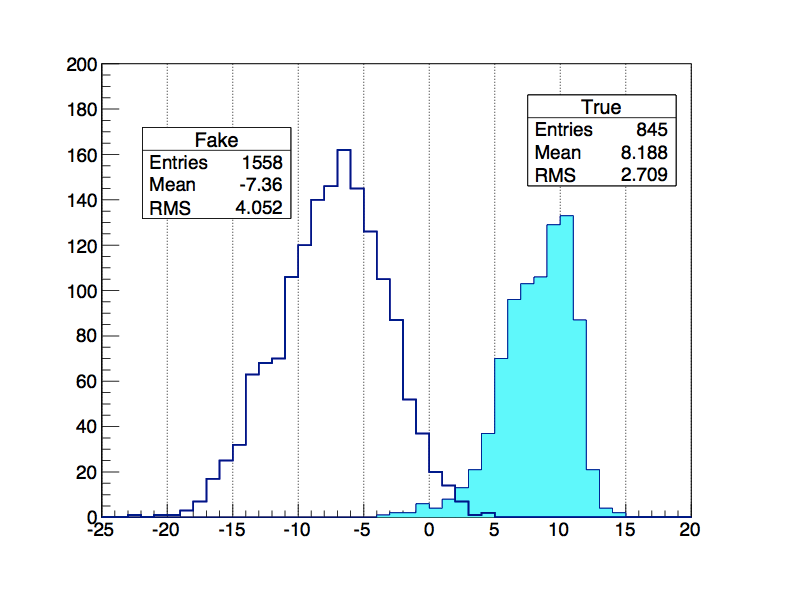 200
180
160
140
120
100
80
60
40
20
0
Fake
Entries 1558
Mean -7.36
RMS 4.052
True
Entries 845
Mean 8.188
RMS 2.709
-25 -20 -15 -10 -5 0 5 10 15 20